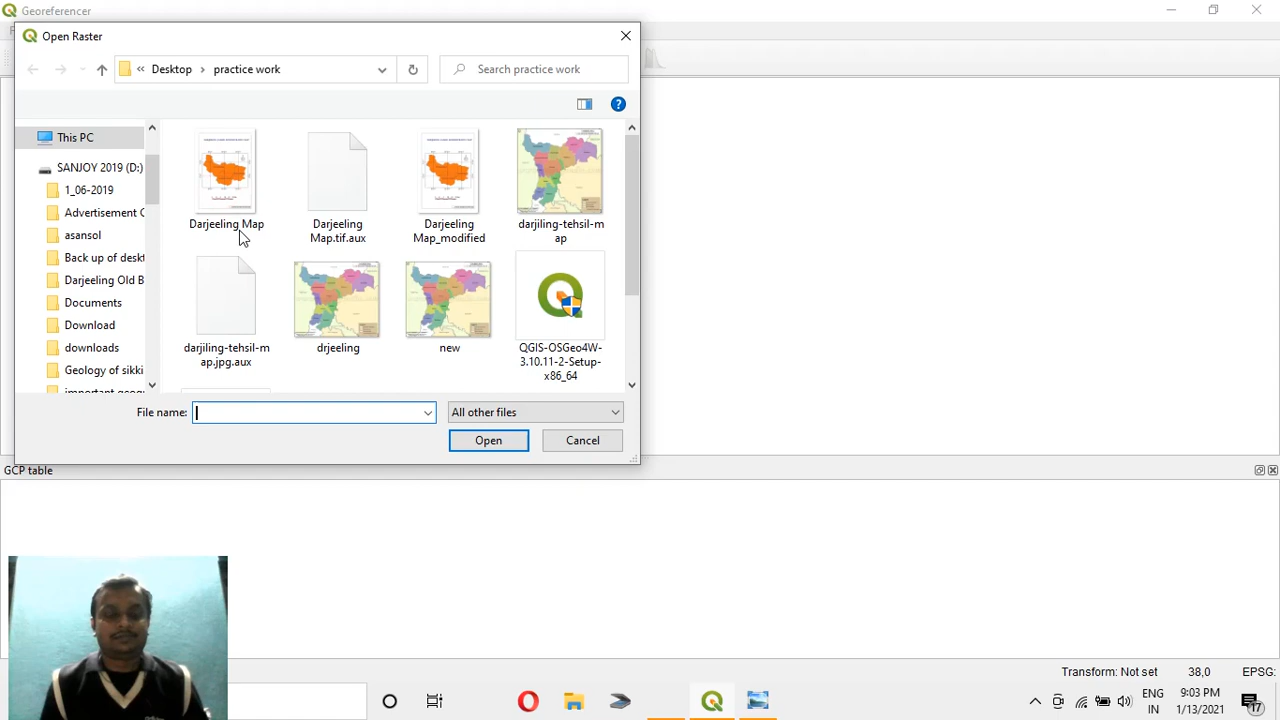 Georeferencer
Open Raster
« Desktop › practice work
Search practice work
This PC
SANJOY 2019 (D:)
1_06-2019
Advertisement C
asansol
Back up of deskt
Darjeeling Old B
Documents
Download
downloads
Geology of sikki
important geog
Darjeeling Map
Darjeeling
Map.tif.aux
Darjeeling
Map_modified
darjiling-tehsil-m
ap
darjiling-tehsil-m
ap.jpg.aux
drjeeling
new
QGIS-OSGeo4W-
3.10.11-2-Setup-
x86_64
File name:
All other files
Open
Cancel
GCP table
Transform: Not set
38,0
EPSG:
ENG
IN
9:03 PM
1/13/2021
17